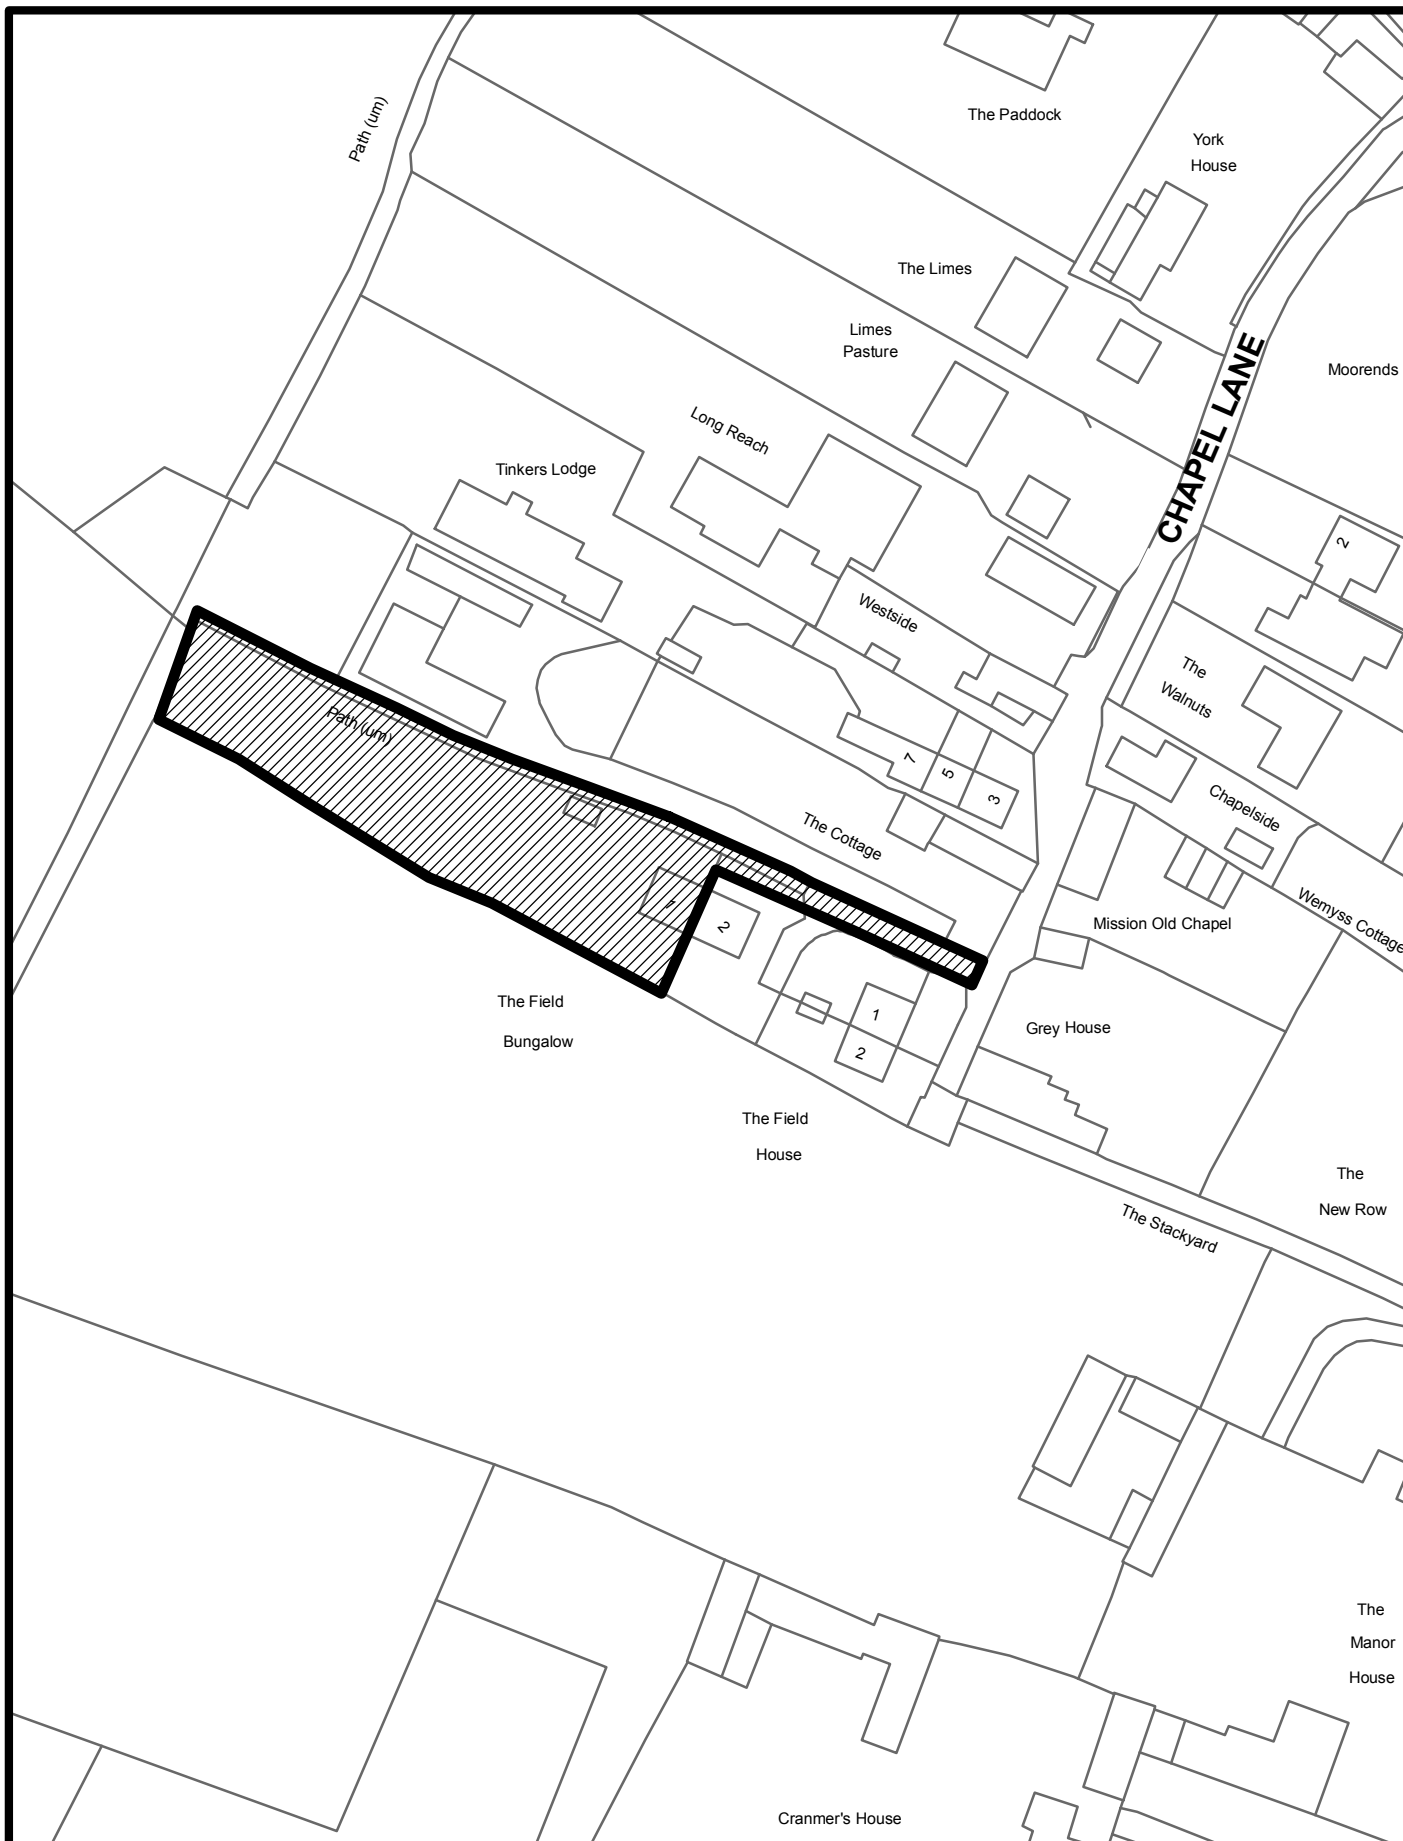 Path (um)
The Paddock
York
House
The Limes
Limes
Pasture
CHAPEL LANE
Moorends
Long Reach
Tinkers Lodge
2
Westside
The
Walnuts
Path (um)
7
5
3
Chapelside
The Cottage
Wemyss Cottage
Mission Old Chapel
1
2
The Field
Bungalow
1
2
Grey House
The Field
House
The
New Row
The Stackyard
The
Manor
House
Cranmer's House